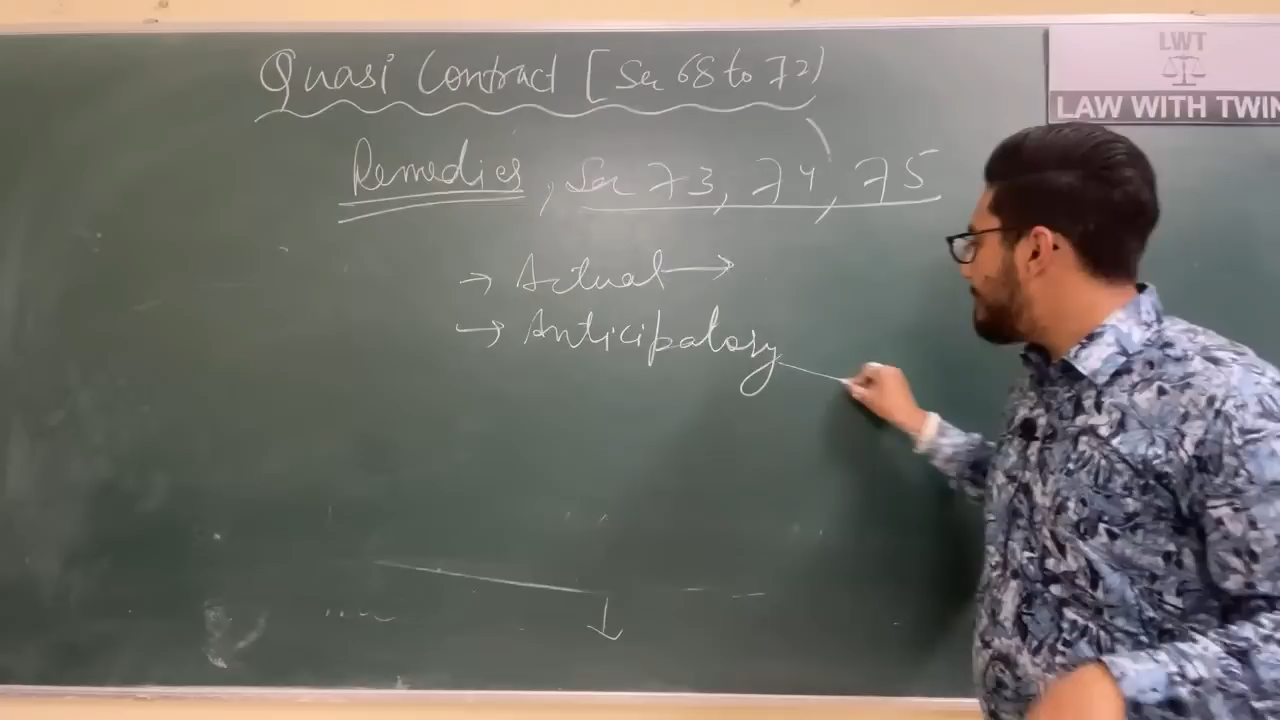 Quasi Contract [Sec 68 to 72)
LWT
LAW WITH TWIN
Remedies, Sec 73, 74, 75
→ Actual →
→ Anticipatory